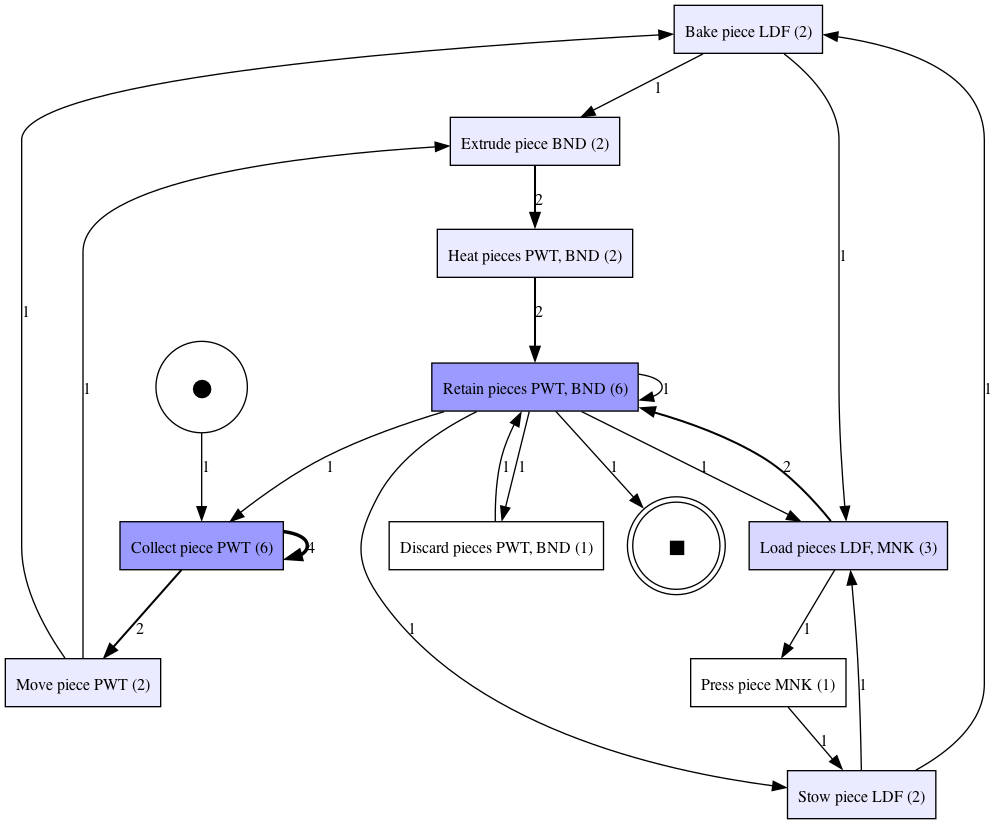 Bake piece LDF (2)
1
Extrude piece BND (2)
2
Heat pieces PWT, BND (2)
1
1
2
1
Retain pieces PWT, BND (6)
1
1
1
1
1
1
1
2
Collect piece PWT (6)
4
Discard pieces PWT, BND (1)
Load pieces LDF, MNK (3)
2
1
1
Move piece PWT (2)
Press piece MNK (1)
1
1
1
Stow piece LDF (2)